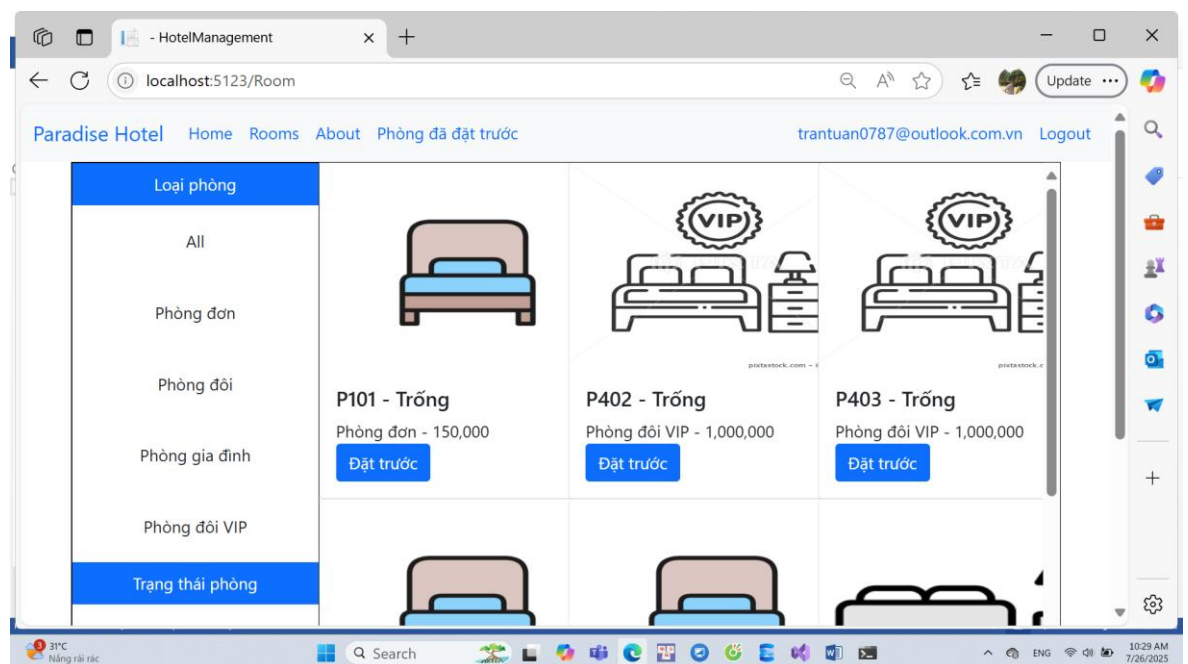 - HotelManagement
localhost:5123/Room
Update
Paradise Hotel Home Rooms About Phòng đã đặt trước trantuan0787@outlook.com.vn Logout
Loại phòng
All
Phòng đơn
Phòng đôi
Phòng gia đình
Phòng đôi VIP
Trạng thái phòng
VIP
VIP
pixtastock.com -
pixtastock.c
P101 - Trống
Phòng đơn - 150,000
Đặt trước
P402 - Trống
Phòng đôi VIP - 1,000,000
Đặt trước
P403 - Trống
Phòng đôi VIP - 1,000,000
Đặt trước
3
31°C
Nắng rải rác
Search
ENG
10:29 AM
7/26/2025